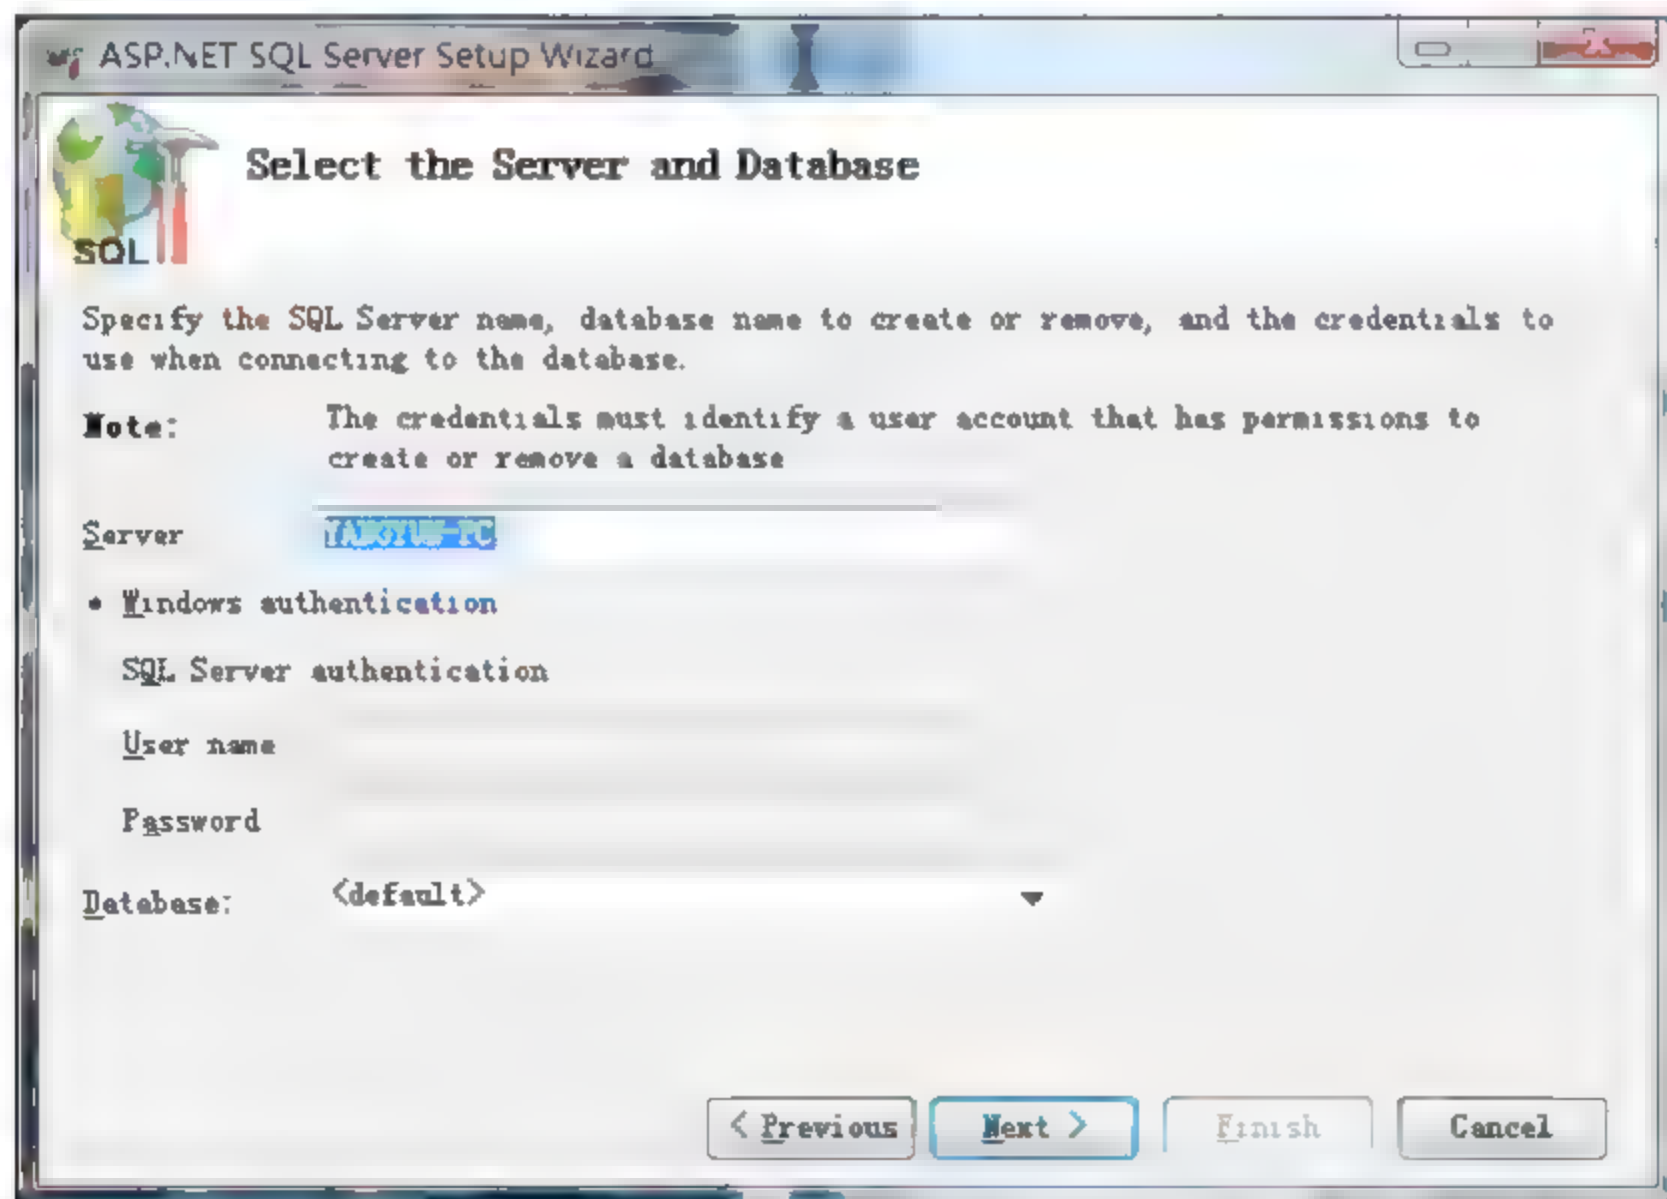 ASP.NET SQL Server Setup Wizard
Select the Server and Database
SQL
Specify the SQL Server name, database name to create or remove, and the credentials to
use when connecting to the database.
Note: The credentials must identify a user account that has permissions to
create or remove a database
Server YANGYUN-PC
Windows authentication
SQL Server authentication
User name
Password
Database: <default>
< Previous Next > Finish Cancel